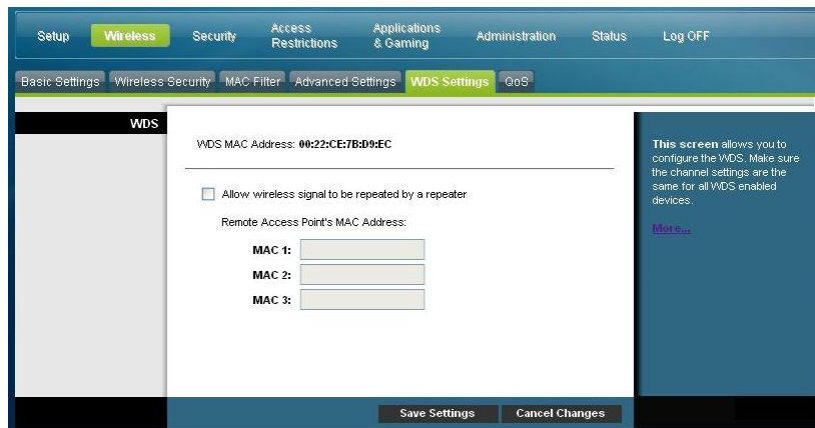 Setup Wireless Security Access Restrictions Applications & Gaming Administration Status Log OFF
Basic Settings Wireless Security MAC Filter Advanced Settings WDS Settings QoS
WDS
WDS MAC Address: 00:22:CE:7B:D9:EC
Allow wireless signal to be repeated by a repeater
Remote Access Point's MAC Address:
MAC 1:
MAC 2:
MAC 3:
This screen allows you to
configure the WDS. Make sure
the channel settings are the
same for all WDS enabled
devices.
More...
Save Settings Cancel Changes